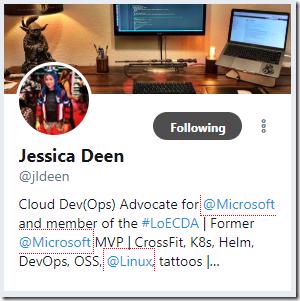 Following
Jessica Deen
@jldeen
Cloud Dev(Ops) Advocate for @Microsoft
and member of the #LoECDA | Former
@Microsoft MVP | CrossFit, K8s, Helm,
DevOps, OSS, @Linux, tattoos |...